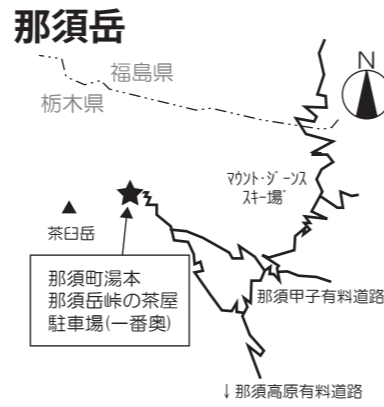 那須岳
福島県
栃木県
N
マウント・ジーンズ
スキー場
茶臼岳
那須町湯本
那須岳峠の茶屋
駐車場(一番奥)
那須甲子有料道路
↓那須高原有料道路